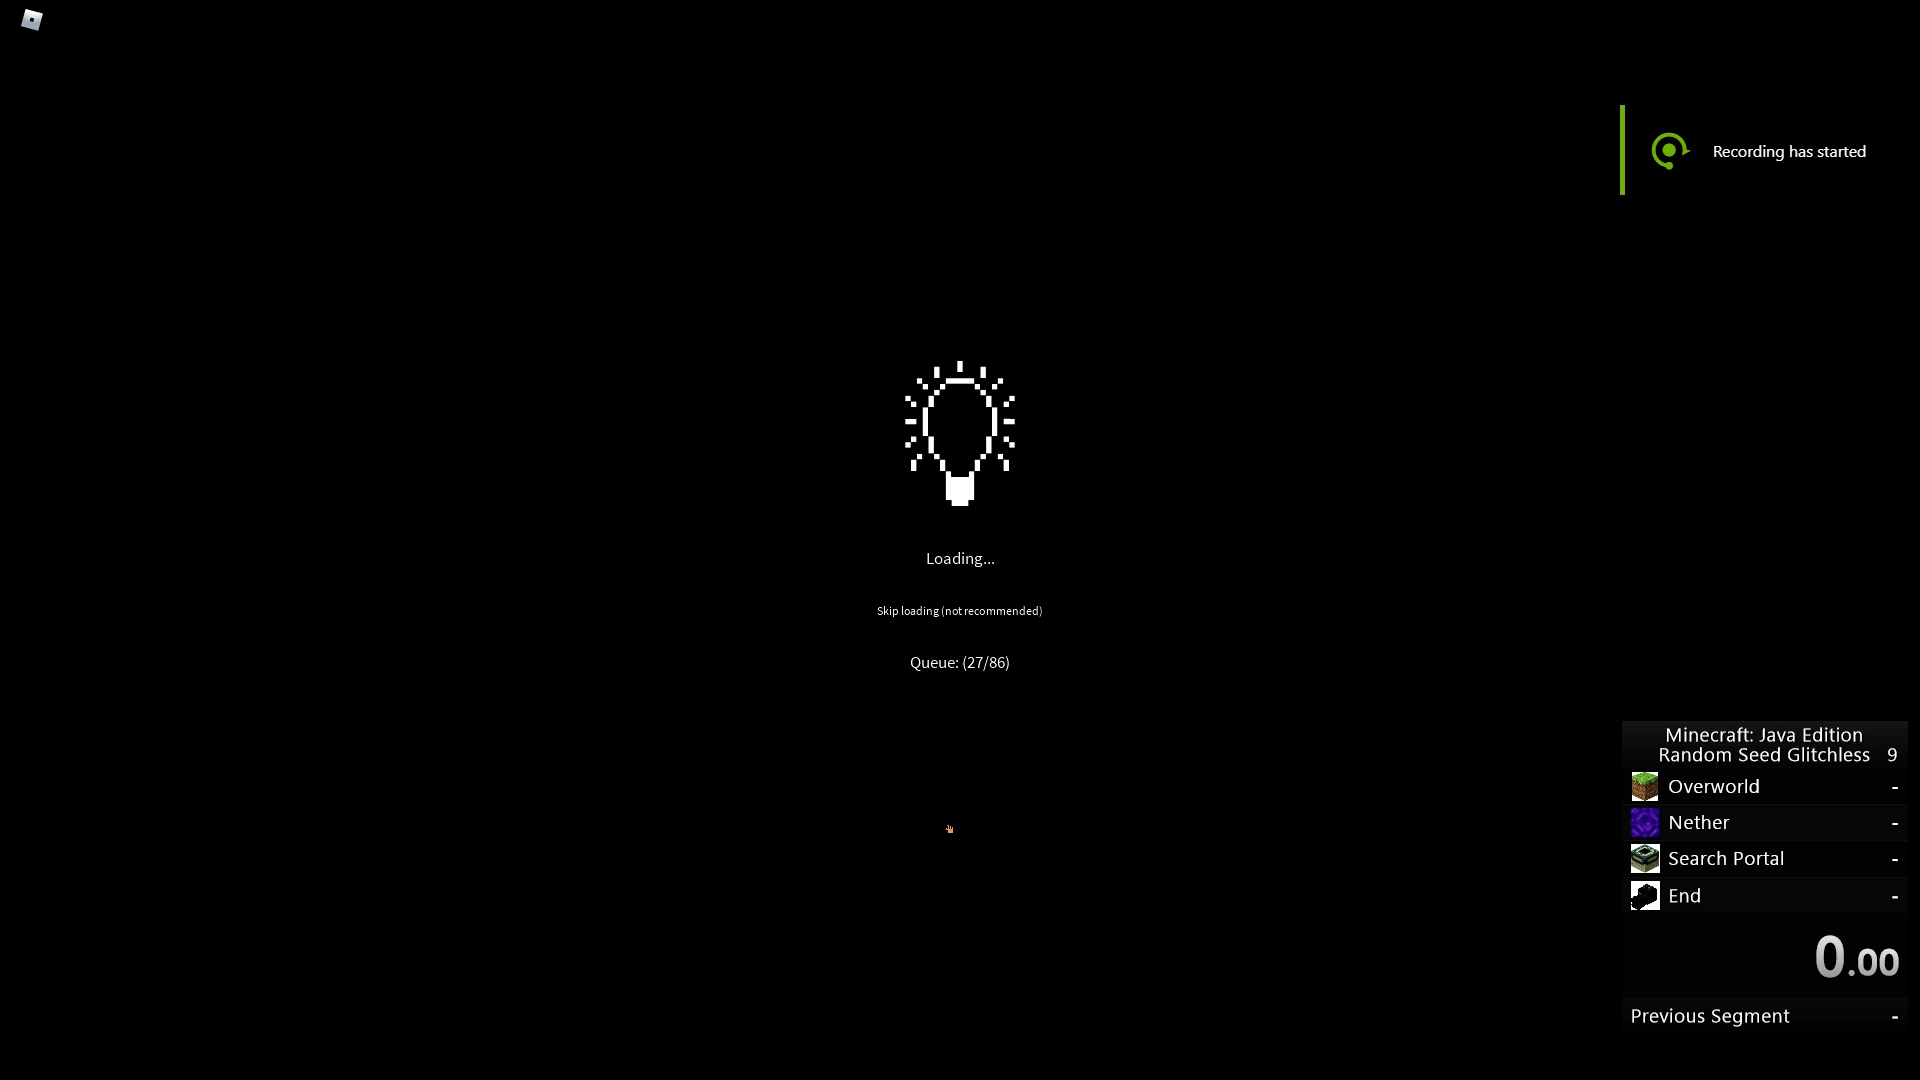 Recording has started
Loading...
Skip loading (not recommended)
Queue: (27/86)
Minecraft: Java Edition
Random Seed Glitchless 9
Overworld -
Nether -
Search Portal -
End -
0.00
Previous Segment -